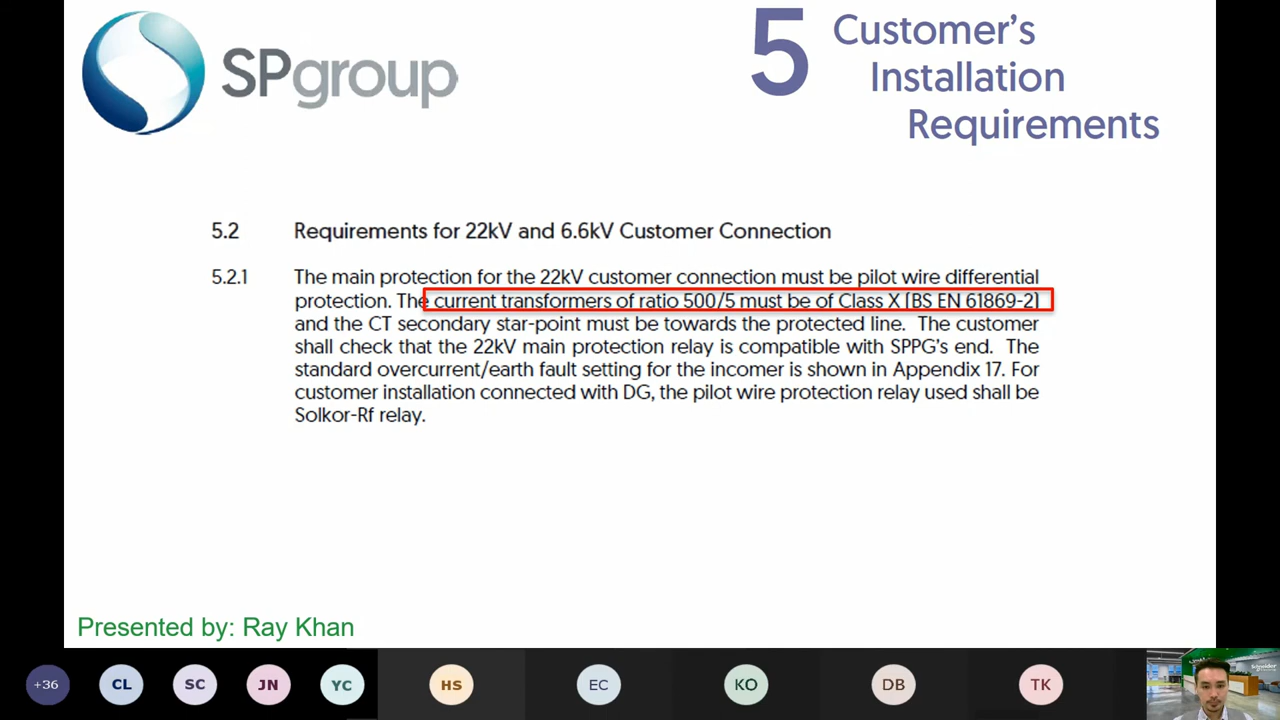 SPgroup
5 Customer's
Installation
Requirements
5.2 Requirements for 22kV and 6.6kV Customer Connection
5.2.1 The main protection for the 22kV customer connection must be pilot wire differential
protection. The current transformers of ratio 500/5 must be of Class X (BS EN 61869-2)
and the CT secondary star-point must be towards the protected line. The customer
shall check that the 22kV main protection relay is compatible with SPPG's end. The
standard overcurrent/earth fault setting for the incomer is shown in Appendix 17. For
customer installation connected with DG, the pilot wire protection relay used shall be
Solkor-Rf relay.
Presented by: Ray Khan
+36 CL SC JN YC HS EC KO DB TK
Schneider